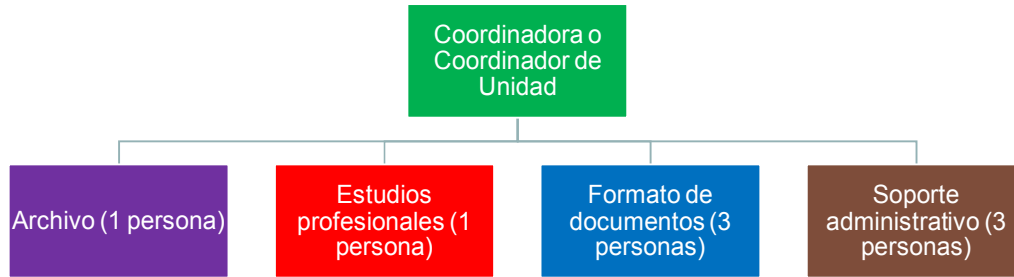 Coordinadora o
Coordinador de
Unidad
Archivo (1 persona)
Estudios
profesionales (1
persona)
Formato de
documentos (3
personas)
Soporte
administrativo (3
personas)